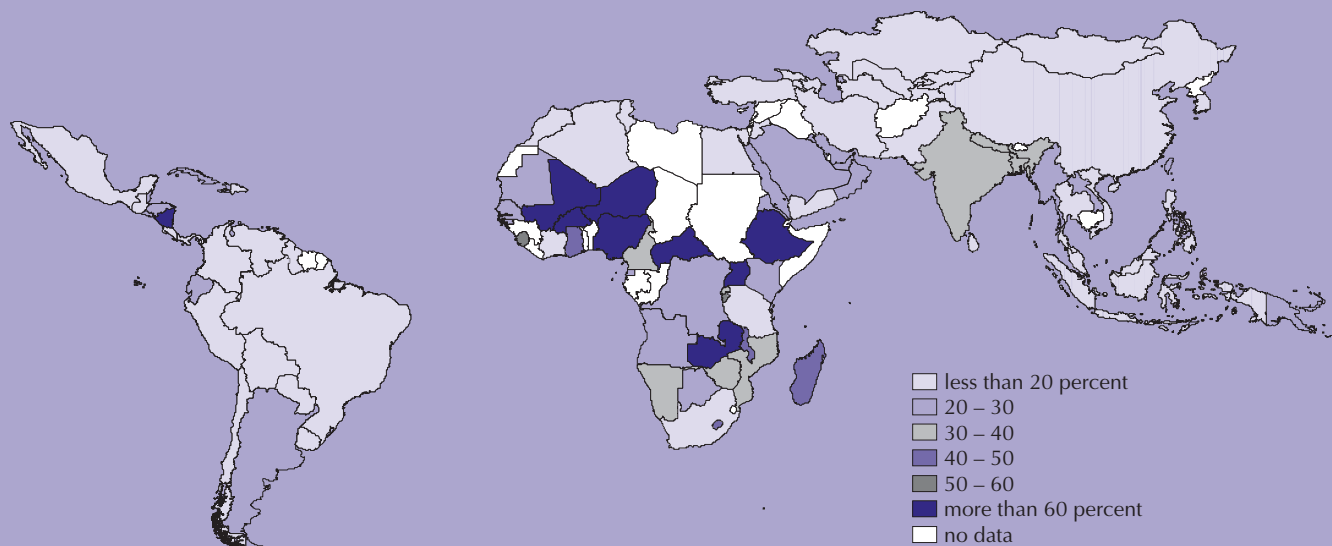 less than 20 percent
20 – 30
30 – 40
40 – 50
50 – 60
more than 60 percent
no data